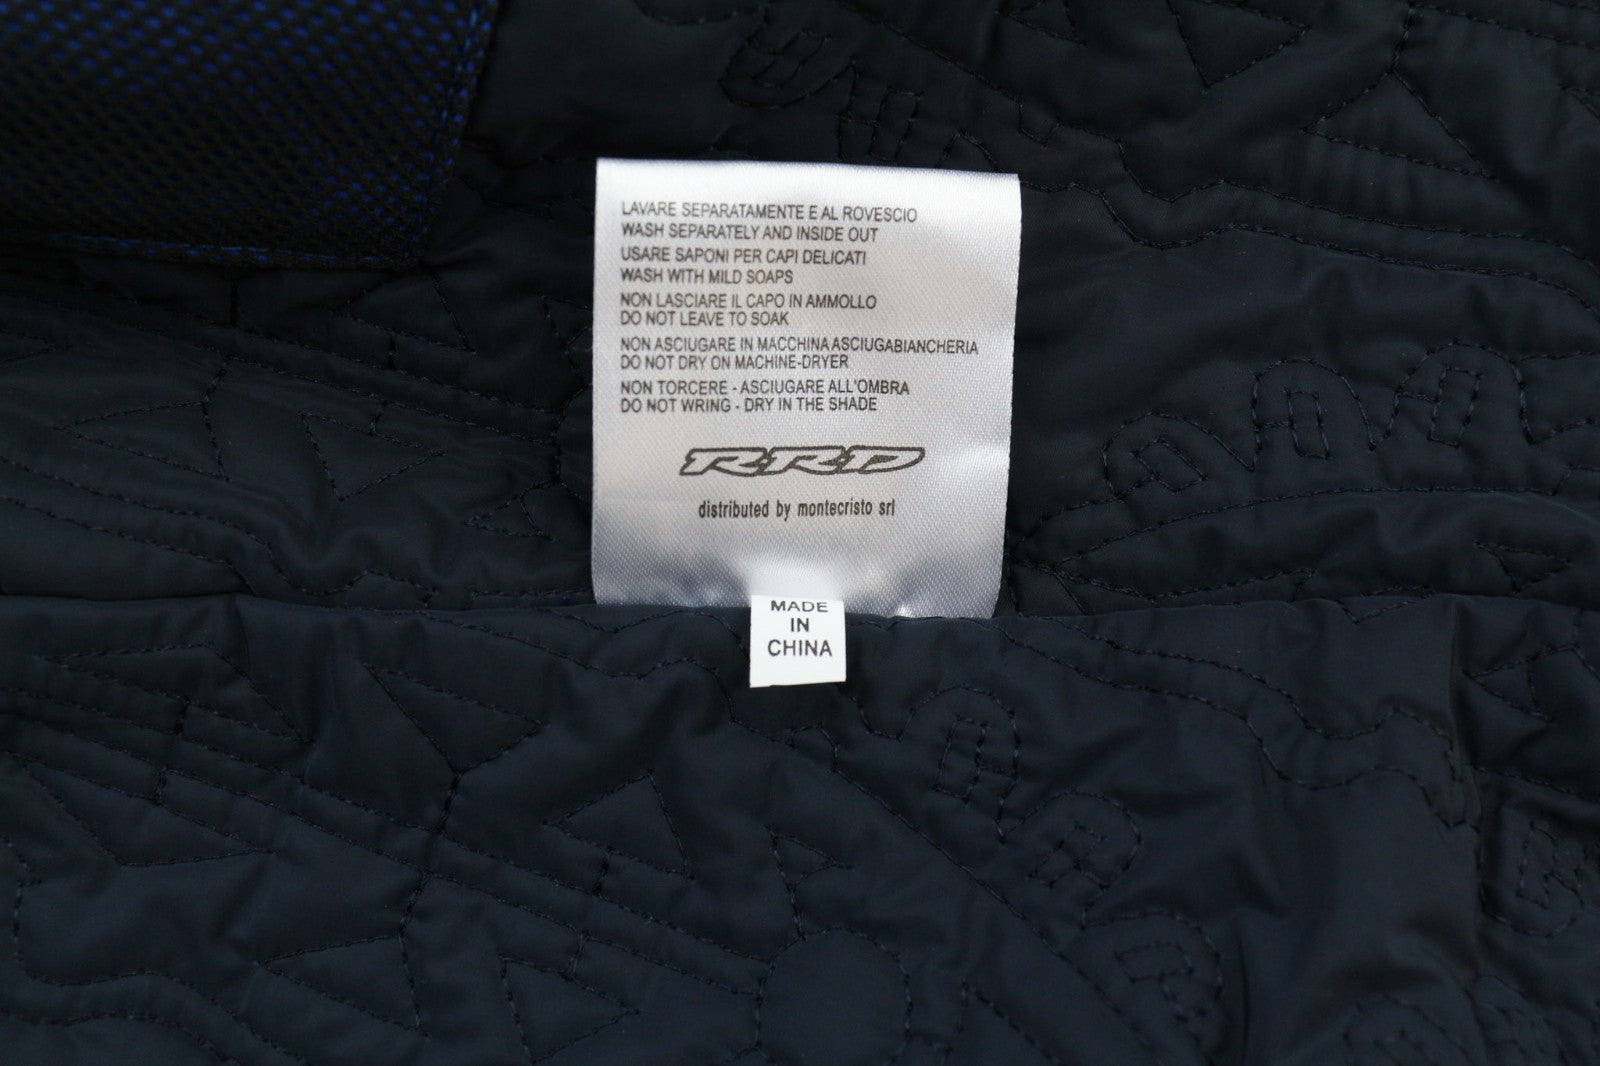 LAVARE SEPARATAMENTE E AL ROVESCIO
WASH SEPARATELY AND INSIDE OUT
USARE SAPONI PER CAPI DELICATI
WASH WITH MILD SOAPS
NON LASCIARE IL CAPO IN AMMOLLO
DO NOT LEAVE TO SOAK
NON ASCIUGARE IN MACCHINA ASCIUGABIANCHERIA
DO NOT DRY ON MACHINE-DRYER
NON TORCERE - ASCIUGARE ALL'OMBRA
DO NOT WRING - DRY IN THE SHADE
RRD
distributed by montecristo srl
MADE
IN
CHINA